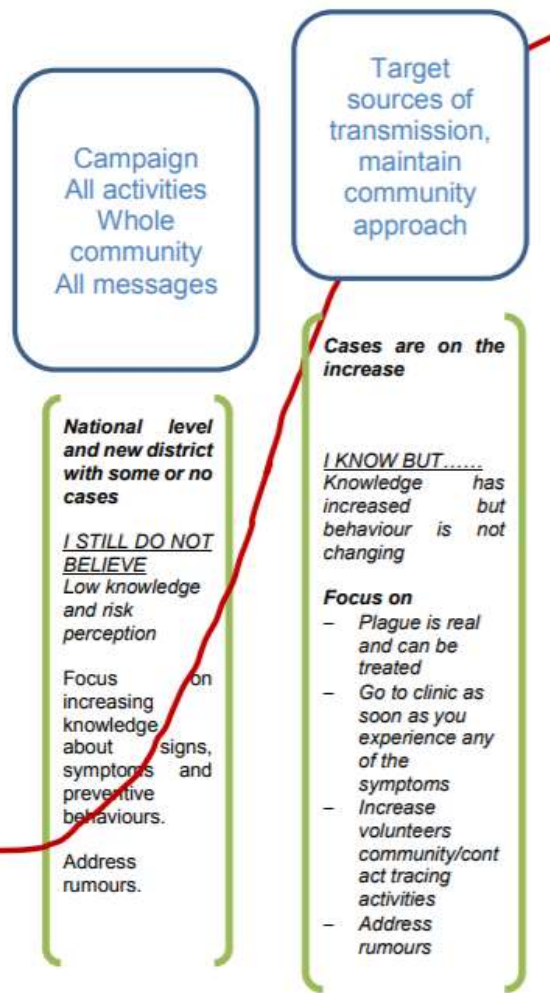 Campaign
All activities
Whole
community
All messages
National level
and new district
with some or no
cases
I STILL DO NOT
BELIEVE
Low knowledge
and risk
perception
Focus on
increasing
knowledge
about signs,
symptoms and
preventive
behaviours.
Address
rumours.
Target
sources of
transmission,
maintain
community
approach
Cases are on the
increase
I KNOW BUT……
Knowledge has
increased but
behaviour is not
changing
Focus on
– Plague is real
and can be
treated
– Go to clinic as
soon as you
experience any
of the
symptoms
– Increase
volunteers
community/cont
act tracing
activities
– Address
rumours